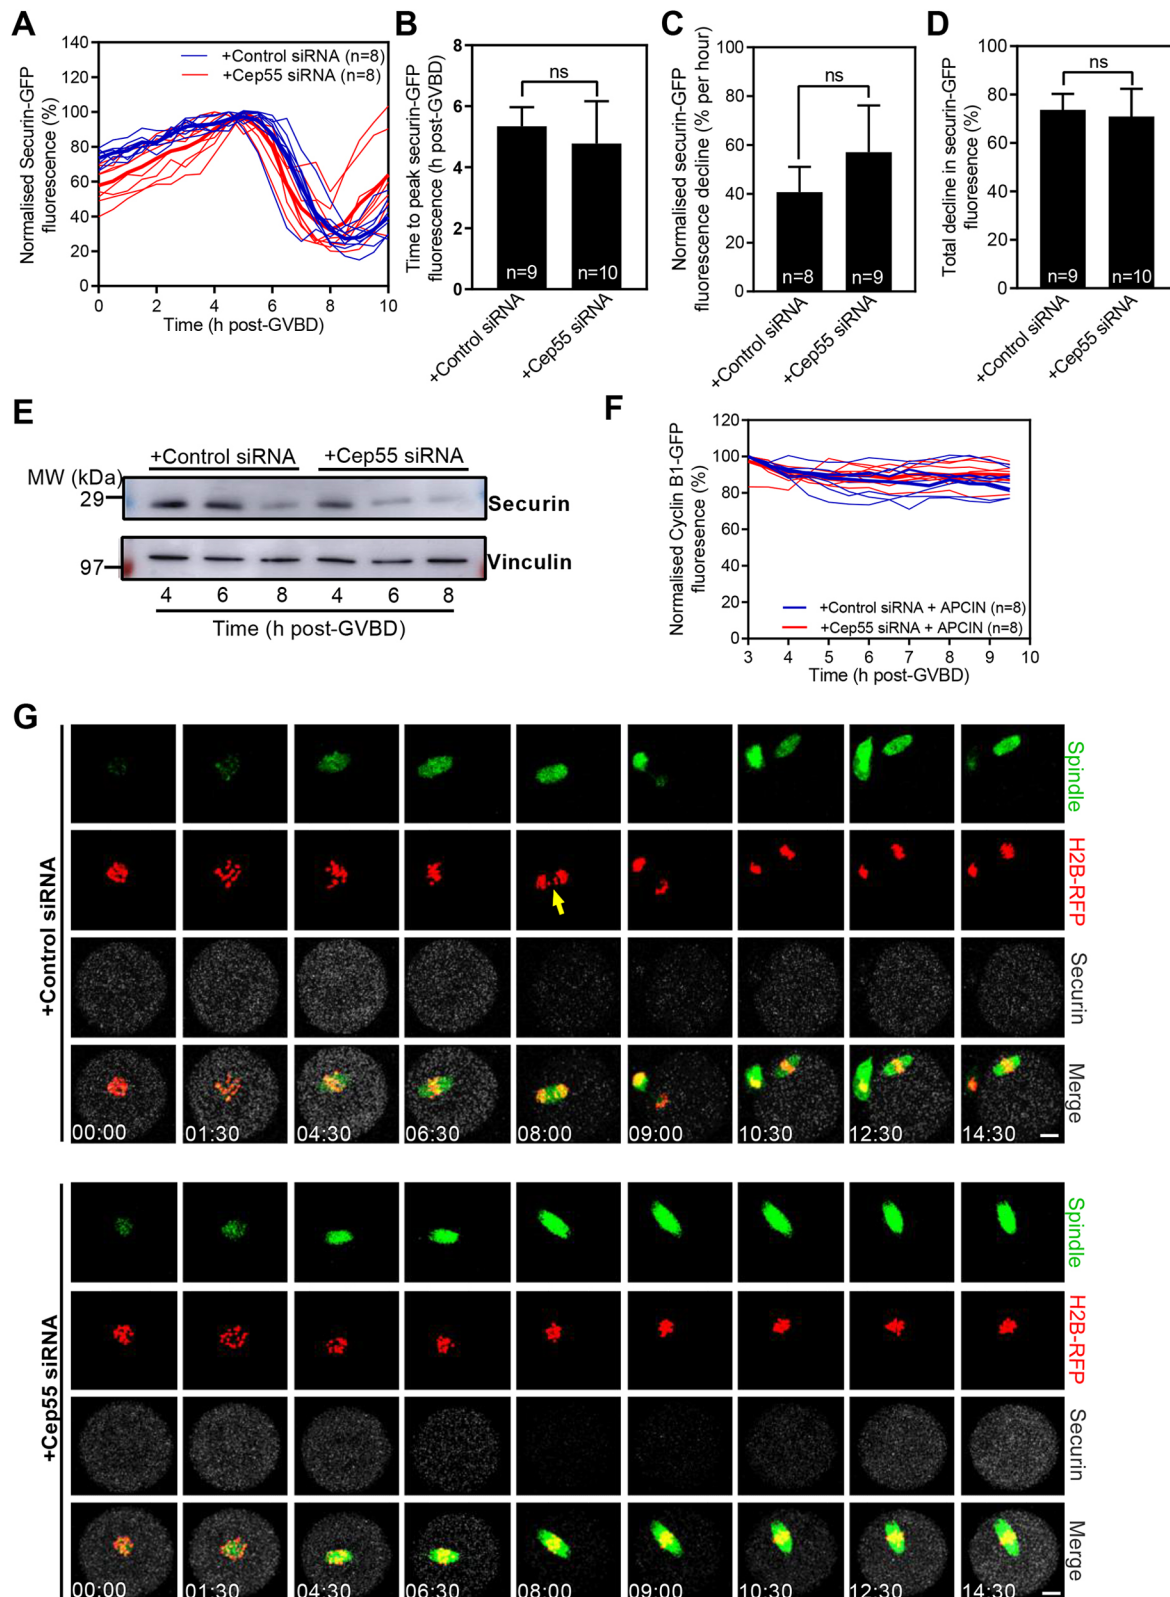 A
Normalised Securin-GFP
fluorescence (%)
140
120
100
80
60
40
20
0
+Control siRNA (n=8)
+Cep55 siRNA (n=8)
0 2 4 6 8 10
Time (h post-GVBD)
B
Time to peak securin-GFP
fluorescence (h post-GVBD)
8
6
4
2
0
ns
n=9 n=10
+Control siRNA
+Cep55 siRNA
C
Normalised securin-GFP
fluorescence decline (% per hour)
100
80
60
40
20
0
ns
n=8 n=9
+Control siRNA
+Cep55 siRNA
D
Total decline in securin-GFP
fluoresence (%)
100
80
60
40
20
0
ns
n=9 n=10
+Control siRNA
+Cep55 siRNA
E
+Control siRNA +Cep55 siRNA
MW (kDa)
29
Securin
97
Vinculin
4 6 8 4 6 8
Time (h post-GVBD)
F
Normalised Cyclin B1-GFP
fluoresence (%)
120
100
80
60
40
20
0
+Control siRNA + APCIN (n=8)
+Cep55 siRNA + APCIN (n=8)
3 4 5 6 7 8 9 10
Time (h post-GVBD)
G
+Control siRNA
Spindle
H2B-RFP
Securin
Merge
00:00 01:30 04:30 06:30 08:00 09:00 10:30 12:30 14:30
+Cep55 siRNA
Spindle
H2B-RFP
Securin
Merge
00:00 01:30 04:30 06:30 08:00 09:00 10:30 12:30 14:30